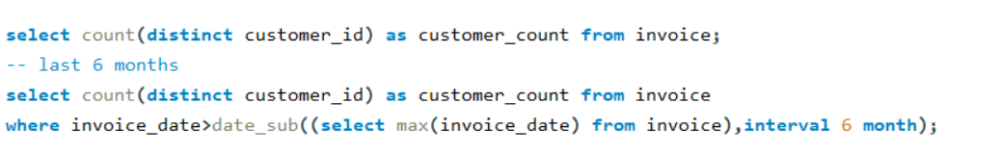 select count(distinct customer_id) as customer_count from invoice;
-- last 6 months
select count(distinct customer_id) as customer_count from invoice
where invoice_date>date_sub((select max(invoice_date) from invoice),interval 6 month);